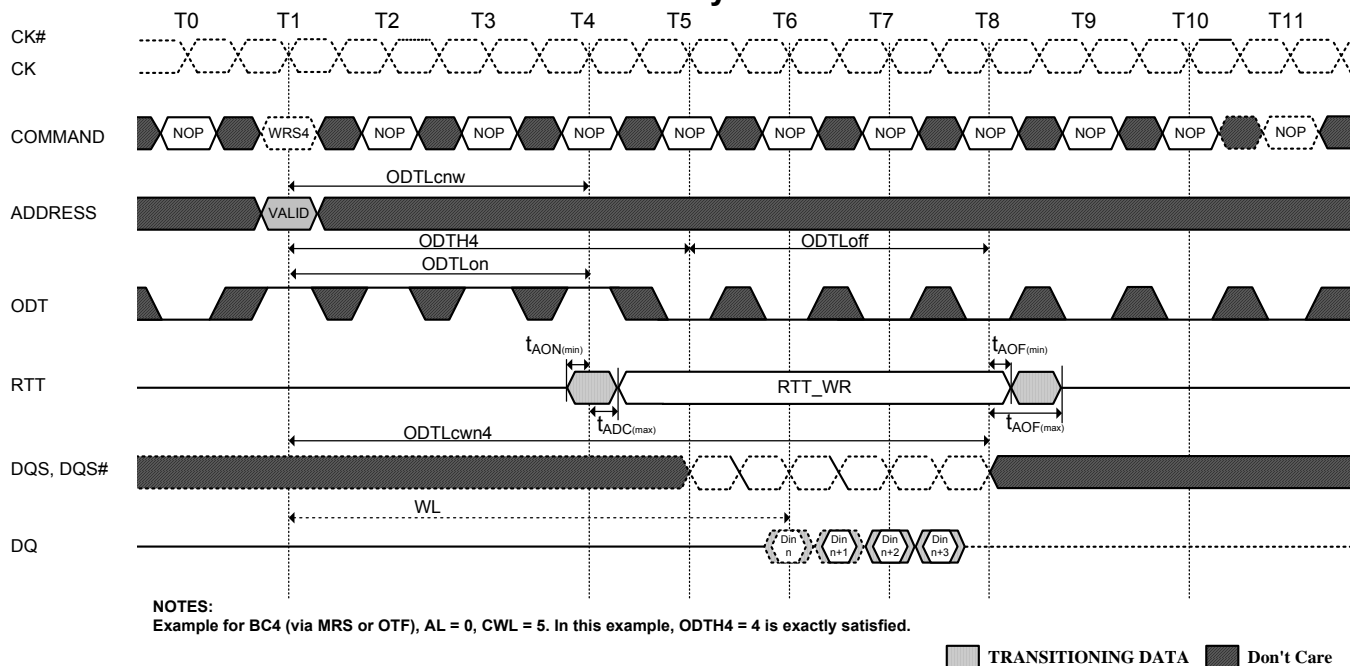 T0 T1 T2 T3 T4 T5 T6 T7 T8 T9 T10 T11
CK#
CK
COMMAND NOP WRS4 NOP NOP NOP NOP NOP NOP NOP NOP NOP NOP
ODTLcnw
ADDRESS VALID
ODTH4 ODTLoff
ODTLon
ODT
tAON(min) tAOF(min)
RTT RTT_WR
tADC(max) tAOF(max)
ODTLcwn4
DQS, DQS#
WL
DQ Din n Din n+1 Din n+2 Din n+3
NOTES:
Example for BC4 (via MRS or OTF), AL = 0, CWL = 5. In this example, ODTH4 = 4 is exactly satisfied.
TRANSITIONING DATA Don't Care